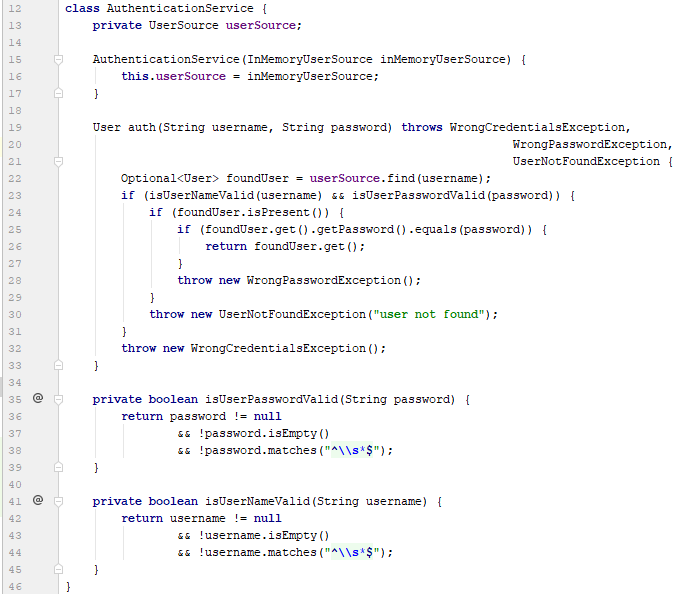 12 class AuthenticationService {
13     private UserSource userSource;
14
15     AuthenticationService(InMemoryUserSource inMemoryUserSource) {
16         this.userSource = inMemoryUserSource;
17     }
18
19     User auth(String username, String password) throws WrongCredentialsException,
20                                                                 WrongPasswordException,
21                                                                 UserNotFoundException {
22         Optional<User> foundUser = userSource.find(username);
23         if (isUserNameValid(username) && isUserPasswordValid(password)) {
24             if (foundUser.isPresent()) {
25                 if (foundUser.get().getPassword().equals(password)) {
26                     return foundUser.get();
27                 }
28                 throw new WrongPasswordException();
29             }
30             throw new UserNotFoundException("user not found");
31         }
32         throw new WrongCredentialsException();
33     }
34
35 @     private boolean isUserPasswordValid(String password) {
36         return password != null
37                 && !password.isEmpty()
38                 && !password.matches("^\\s*$");
39     }
40
41 @     private boolean isUserNameValid(String username) {
42         return username != null
43                 && !username.isEmpty()
44                 && !username.matches("^\\s*$");
45     }
46 }